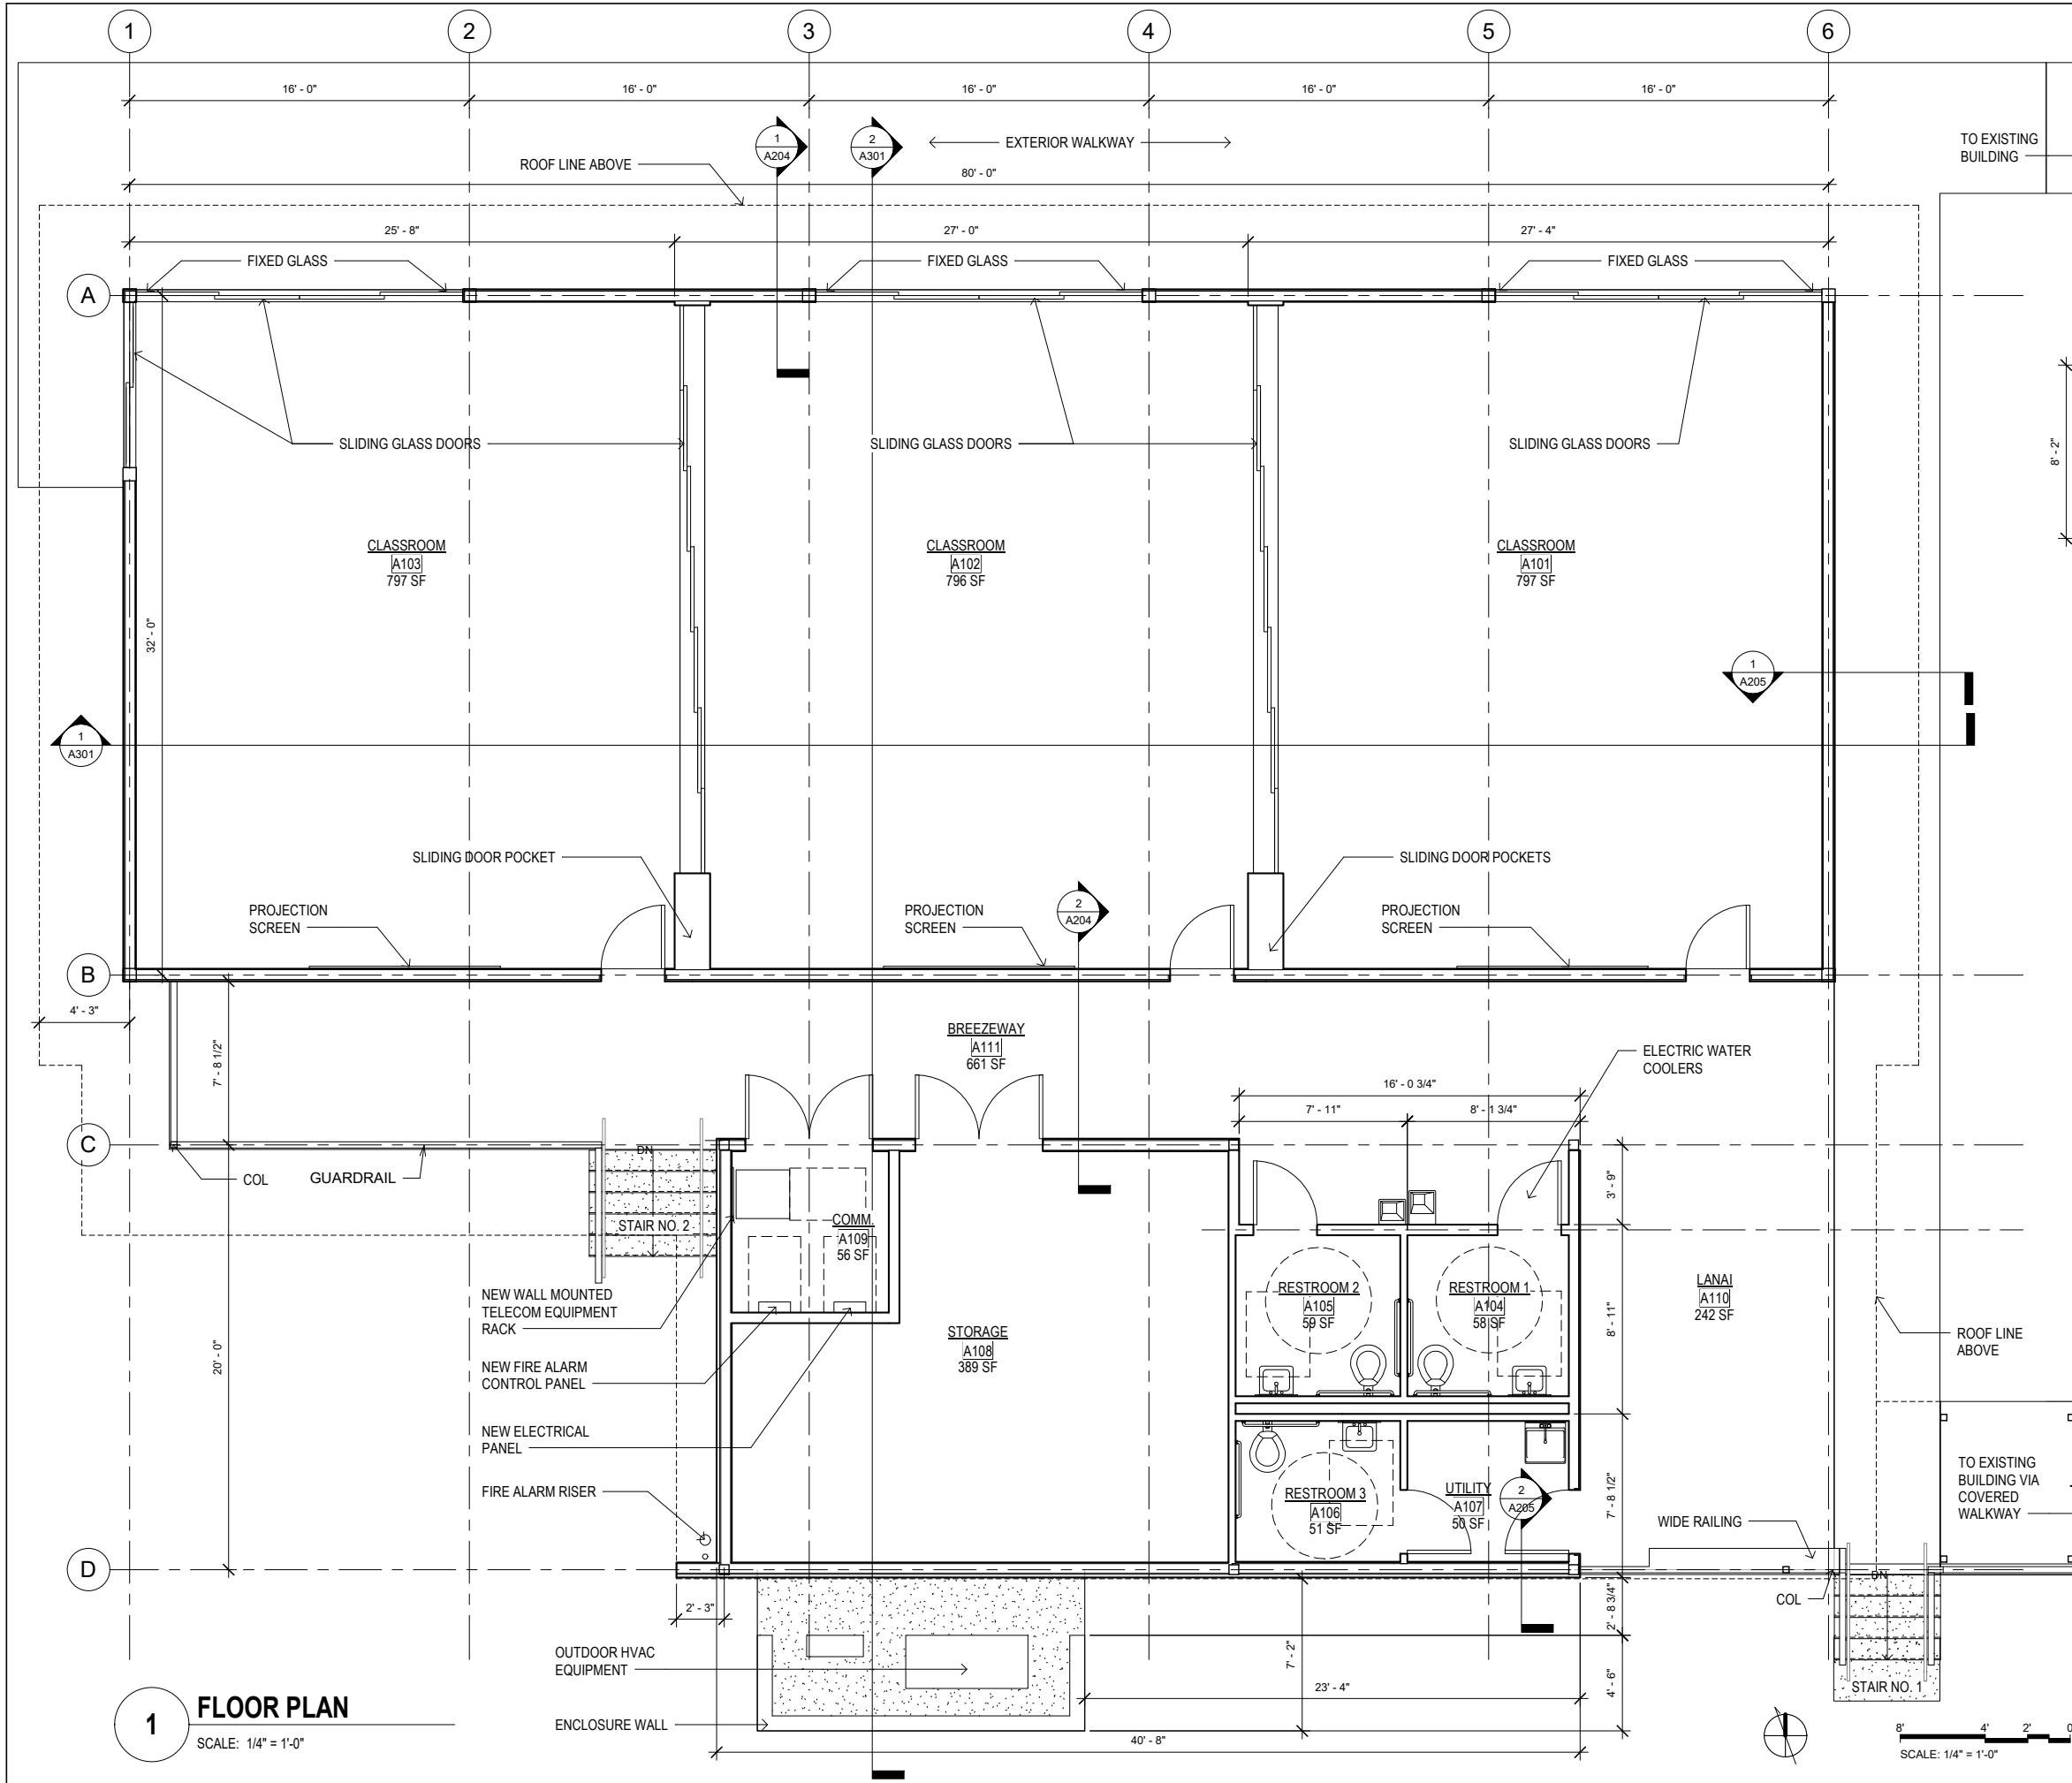 1
2
3
4
5
6
16' - 0"
16' - 0"
16' - 0"
16' - 0"
16' - 0"
1
A204
2
A301
EXTERIOR WALKWAY
TO EXISTING
BUILDING
ROOF LINE ABOVE
80' - 0"
25' - 8"
27' - 0"
27' - 4"
FIXED GLASS
FIXED GLASS
FIXED GLASS
A
SLIDING GLASS DOORS
SLIDING GLASS DOORS
SLIDING GLASS DOORS
8' - 2"
CLASSROOM
A103
797 SF
CLASSROOM
A102
796 SF
CLASSROOM
A101
797 SF
32' - 0"
1
A205
1
A301
SLIDING DOOR POCKET
SLIDING DOOR POCKETS
PROJECTION
SCREEN
PROJECTION
SCREEN
2
A204
PROJECTION
SCREEN
B
4' - 3"
7' - 8 1/2"
BREEZEWAY
A111
661 SF
ELECTRIC WATER
COOLERS
16' - 0 3/4"
7' - 11"
8' - 1 3/4"
C
DN
COL
GUARDRAIL
3' - 9"
STAIR NO. 2
COMM.
A109
56 SF
NEW WALL MOUNTED
TELECOM EQUIPMENT
RACK
RESTROOM 2
A105
59 SF
RESTROOM 1
A104
58 SF
8' - 11"
LANAI
A110
242 SF
STORAGE
A108
389 SF
ROOF LINE
ABOVE
20' - 0"
NEW FIRE ALARM
CONTROL PANEL
NEW ELECTRICAL
PANEL
FIRE ALARM RISER
RESTROOM 3
A106
51 SF
UTILITY
A107
50 SF
2
A205
7' - 8 1/2"
WIDE RAILING
TO EXISTING
BUILDING VIA
COVERED
WALKWAY
D
DN
COL
2' - 3"
2' - 8 3/4"
OUTDOOR HVAC
EQUIPMENT
7' - 2"
4' - 6"
23' - 4"
STAIR NO. 1
ENCLOSURE WALL
40' - 8"
1
FLOOR PLAN
SCALE: 1/4" = 1'-0"
8' 4' 2' 0
SCALE: 1/4" = 1'-0"